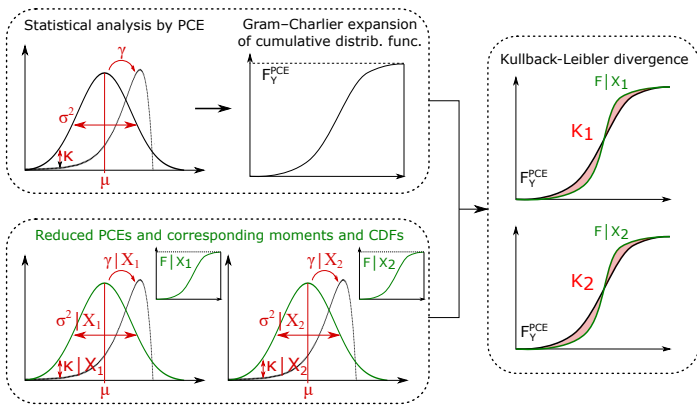 Statistical analysis by PCE
γ
σ²
κ
μ
Gram–Charlier expansion
of cumulative distrib. func.
F_Y^PCE
Kullback-Leibler divergence
F|X₁
K₁
F_Y^PCE
F|X₂
K₂
F_Y^PCE
Reduced PCEs and corresponding moments and CDFs
γ|X₁
F|X₁
σ²|X₁
κ|X₁
μ
γ|X₂
F|X₂
σ²|X₂
κ|X₂
μ